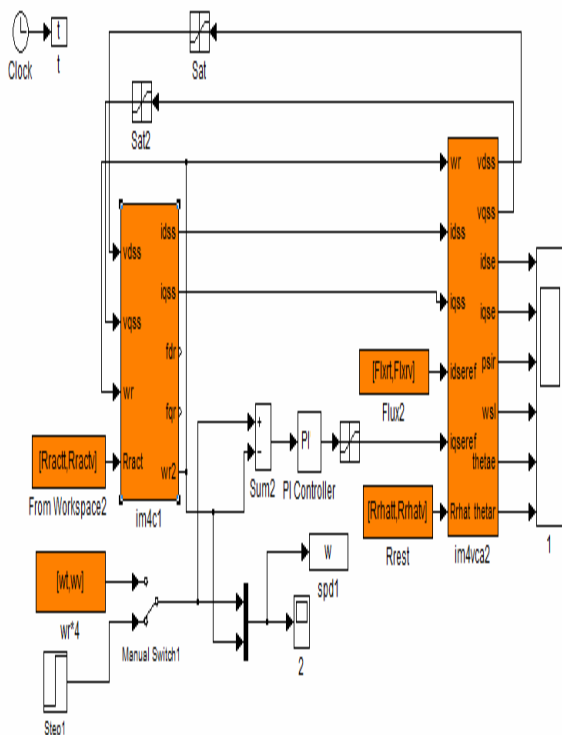 t
Clock
t
Sat
Sat2
wr
vdss
vqss
idss
idse
iqss
iqse
psir
idseref
wsl
iqseref
thetae
Rrhat
thetar
im4vca2
1
vdss
idss
vqss
iqss
fdr
wr
fqr
Rract
wr2
im4c1
[Rractt,Rractv]
From Workspace2
[Flxrt,Flxrv]
Flux2
+
−
Sum2
PI
PI Controller
[Rrhatt,Rrhatv]
Rrest
[wt,wv]
wr*4
Manual Switch1
w
spd1
2
Step1